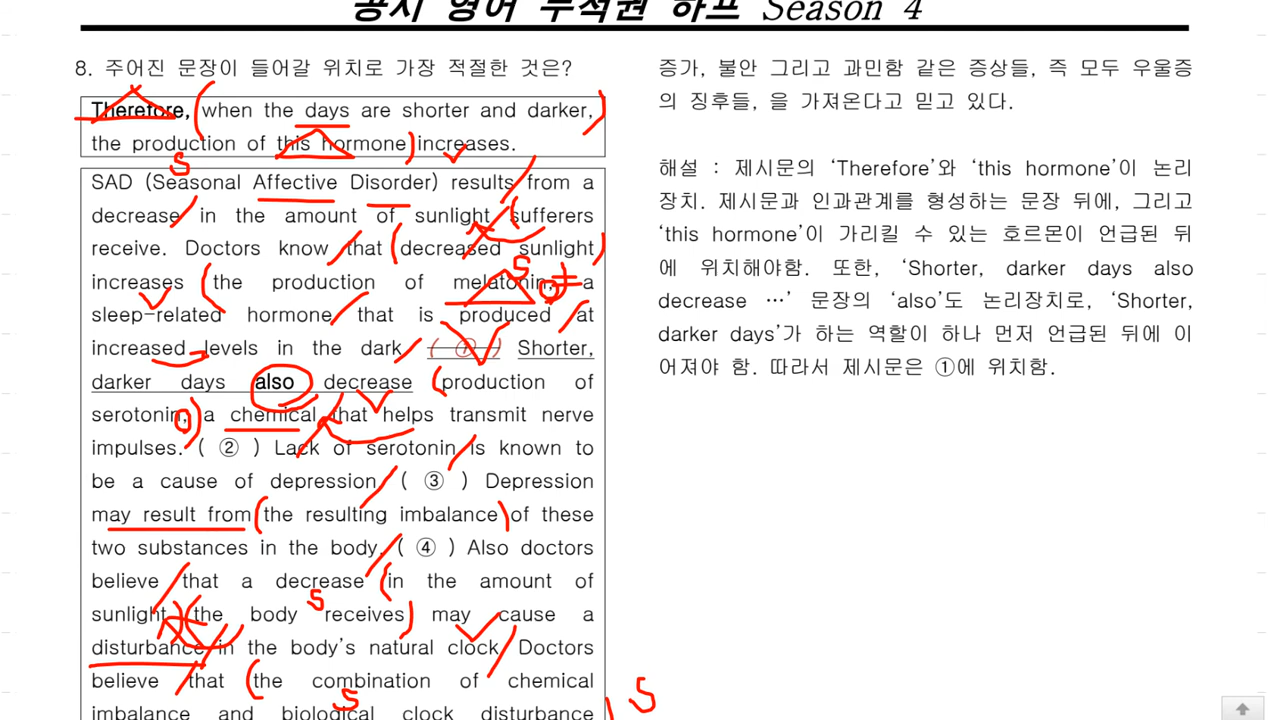 공시 영어 무적권 하프 Season 4
8. 주어진 문장이 들어갈 위치로 가장 적절한 것은?
Therefore, when the days are shorter and darker,
the production of this hormone increases.
SAD (Seasonal Affective Disorder) results from a
decrease in the amount of sunlight sufferers
receive. Doctors know that decreased sunlight
increases the production of melatonin, a
sleep-related hormone that is produced at
increased levels in the dark. ( ① ) Shorter,
darker days also decrease production of
serotonin, a chemical that helps transmit nerve
impulses. ( ② ) Lack of serotonin is known to
be a cause of depression. ( ③ ) Depression
may result from the resulting imbalance of these
two substances in the body. ( ④ ) Also doctors
believe that a decrease in the amount of
sunlight the body receives may cause a
disturbance in the body's natural clock. Doctors
believe that the combination of chemical
imbalance and biological clock disturbance
증가, 불안 그리고 과민함 같은 증상들, 즉 모두 우울증
의 징후들, 을 가져온다고 믿고 있다.
해설 : 제시문의 'Therefore'와 'this hormone'이 논리
장치. 제시문과 인과관계를 형성하는 문장 뒤에, 그리고
'this hormone'이 가리킬 수 있는 호르몬이 언급된 뒤
에 위치해야함. 또한, 'Shorter, darker days also
decrease …' 문장의 'also'도 논리장치로, 'Shorter,
darker days'가 하는 역할이 하나 먼저 언급된 뒤에 이
어져야 함. 따라서 제시문은 ①에 위치함.